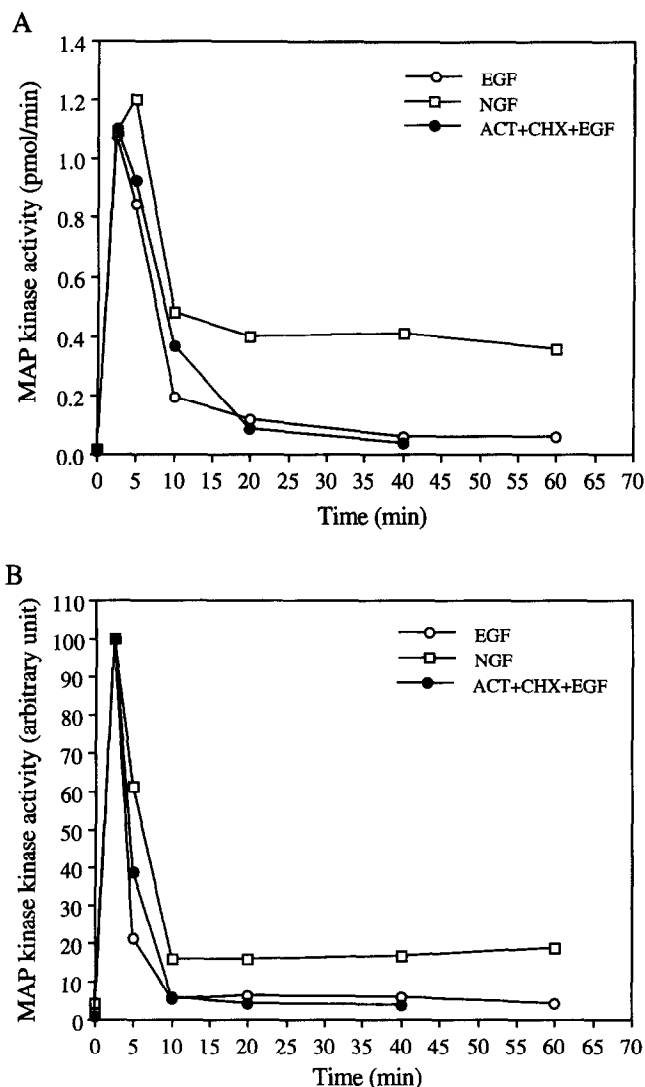 A
MAP kinase activity (pmol/min)
1.4
1.2
1.0
0.8
0.6
0.4
0.2
0.0
EGF
NGF
ACT+CHX+EGF
0 5 10 15 20 25 30 35 40 45 50 55 60 65 70
Time (min)
B
MAP kinase kinase activity (arbitrary unit)
110
100
90
80
70
60
50
40
30
20
10
0
EGF
NGF
ACT+CHX+EGF
0 5 10 15 20 25 30 35 40 45 50 55 60 65 70
Time (min)